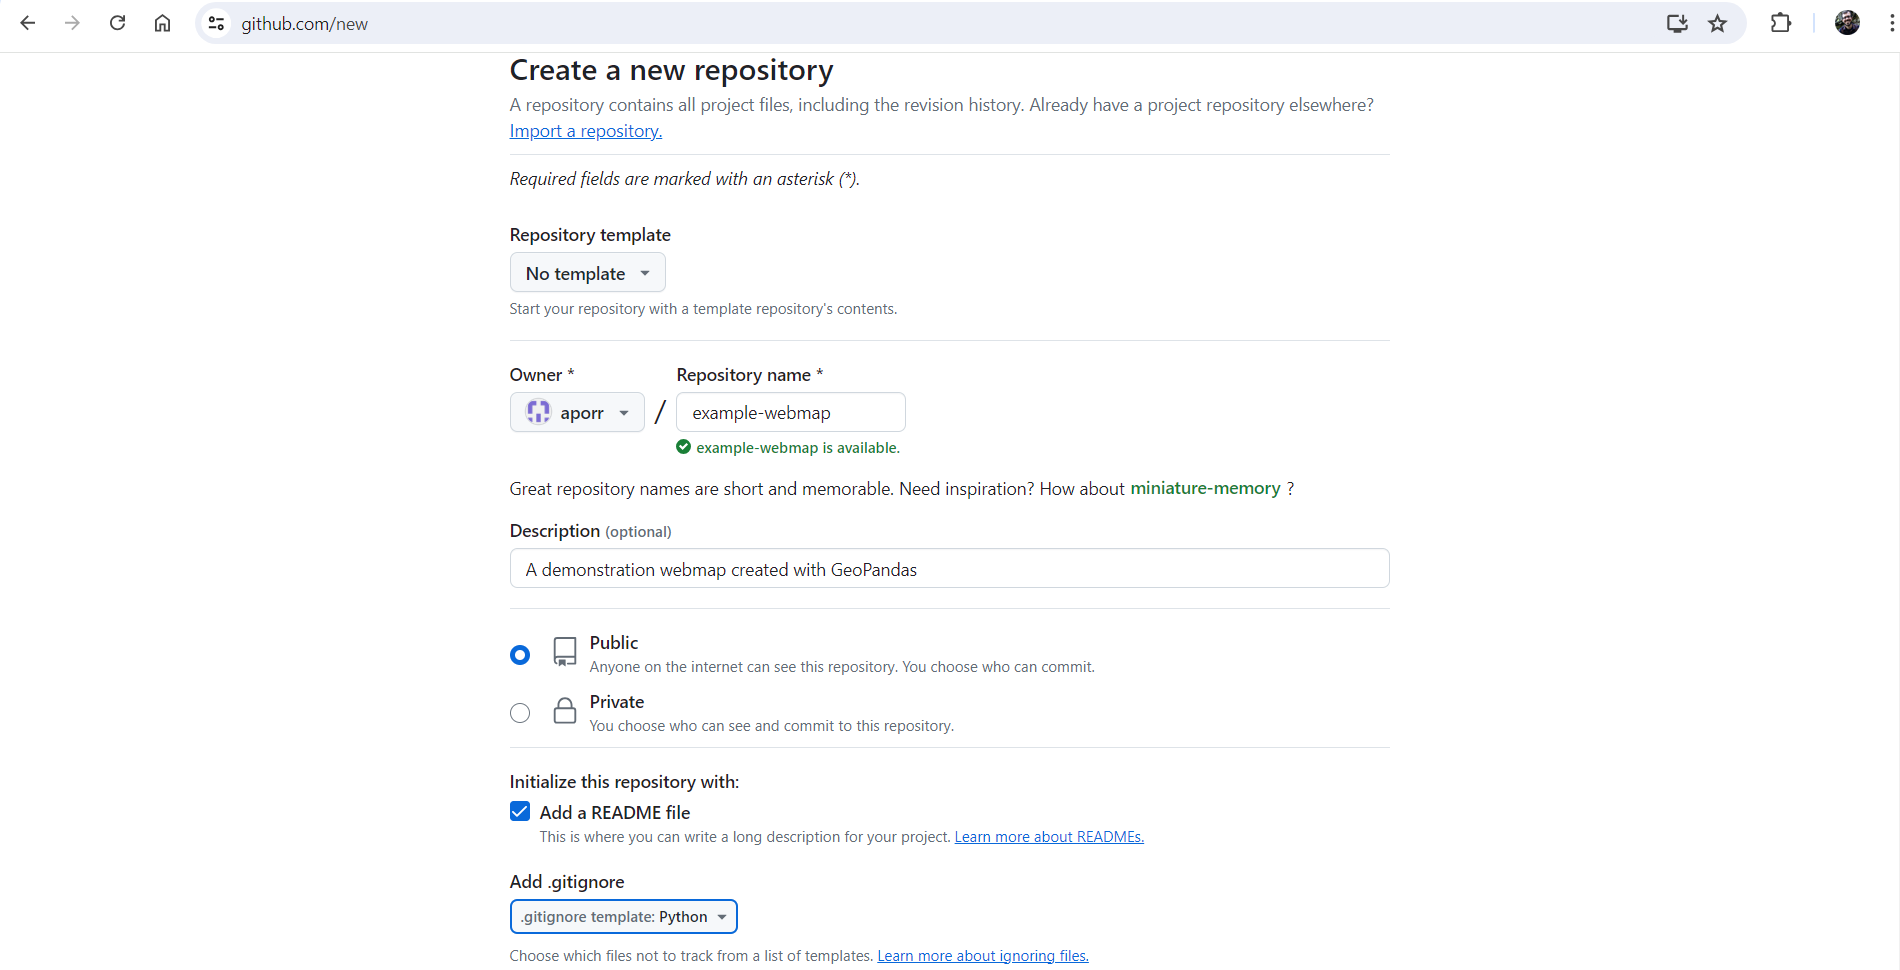 github.com/new
Create a new repository
A repository contains all project files, including the revision history. Already have a project repository elsewhere?
Import a repository.
Required fields are marked with an asterisk (*).
Repository template
No template
Start your repository with a template repository's contents.
Owner * Repository name *
aporr / example-webmap
example-webmap is available.
Great repository names are short and memorable. Need inspiration? How about miniature-memory ?
Description (optional)
A demonstration webmap created with GeoPandas
Public
Anyone on the internet can see this repository. You choose who can commit.
Private
You choose who can see and commit to this repository.
Initialize this repository with:
Add a README file
This is where you can write a long description for your project. Learn more about READMEs.
Add .gitignore
.gitignore template: Python
Choose which files not to track from a list of templates. Learn more about ignoring files.